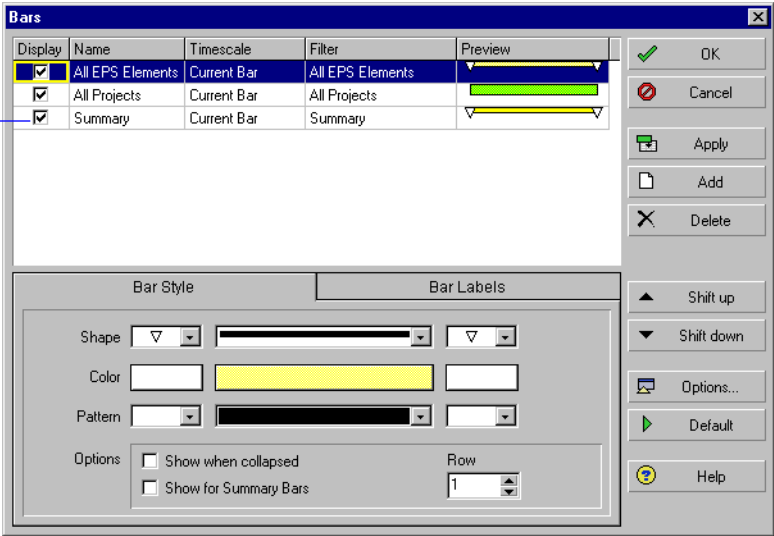 Bars
Display Name Timescale Filter Preview
All EPS Elements Current Bar All EPS Elements
All Projects Current Bar All Projects
Summary Current Bar Summary
OK
Cancel
Apply
Add
Delete
Shift up
Shift down
Options...
Default
Help
Bar Style Bar Labels
Shape
Color
Pattern
Options Show when collapsed Row
Show for Summary Bars 1